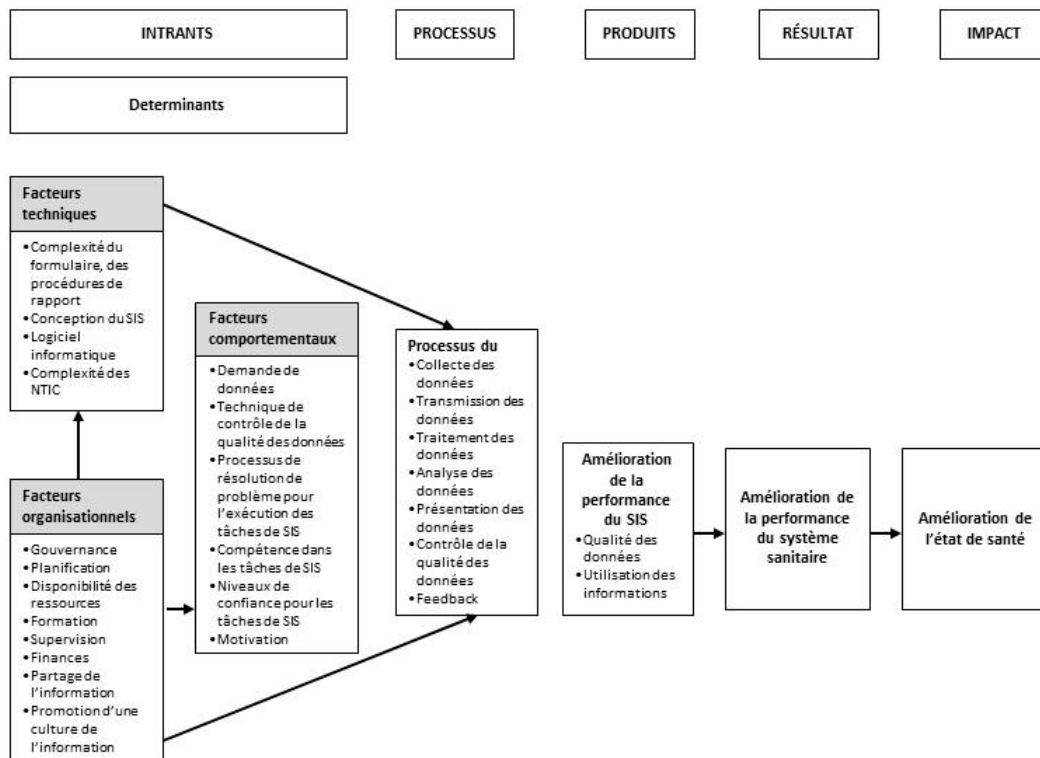 INTRANTS
PROCESSUS
PRODUITS
RÉSULTAT
IMPACT
Determinants
Facteurs
techniques
•Complexité du
formulaire, des
procédures de
rapport
•Conception du SIS
•Logiciel
informatique
•Complexité des
NTIC
Facteurs
organisationnels
•Gouvernance
•Planification
•Disponibilité des
ressources
•Formation
•Supervision
•Finances
•Partage de
l'information
•Promotion d'une
culture de
l'information
Facteurs
comportementaux
•Demande de
données
•Technique de
contrôle de la
qualité des données
•Processus de
résolution de
problème pour
l'exécution des
tâches de SIS
•Compétence dans
les tâches de SIS
•Niveaux de
confiance pour les
tâches de SIS
•Motivation
Processus du
•Collecte des
données
•Transmission des
données
•Traitement des
données
•Analyse des
données
•Présentation des
données
•Contrôle de la
qualité des
données
•Feedback
Amélioration
de la
performance
du SIS
•Qualité des
données
•Utilisation des
informations
Amélioration de
la performance
du système
sanitaire
Amélioration de
l'état de santé